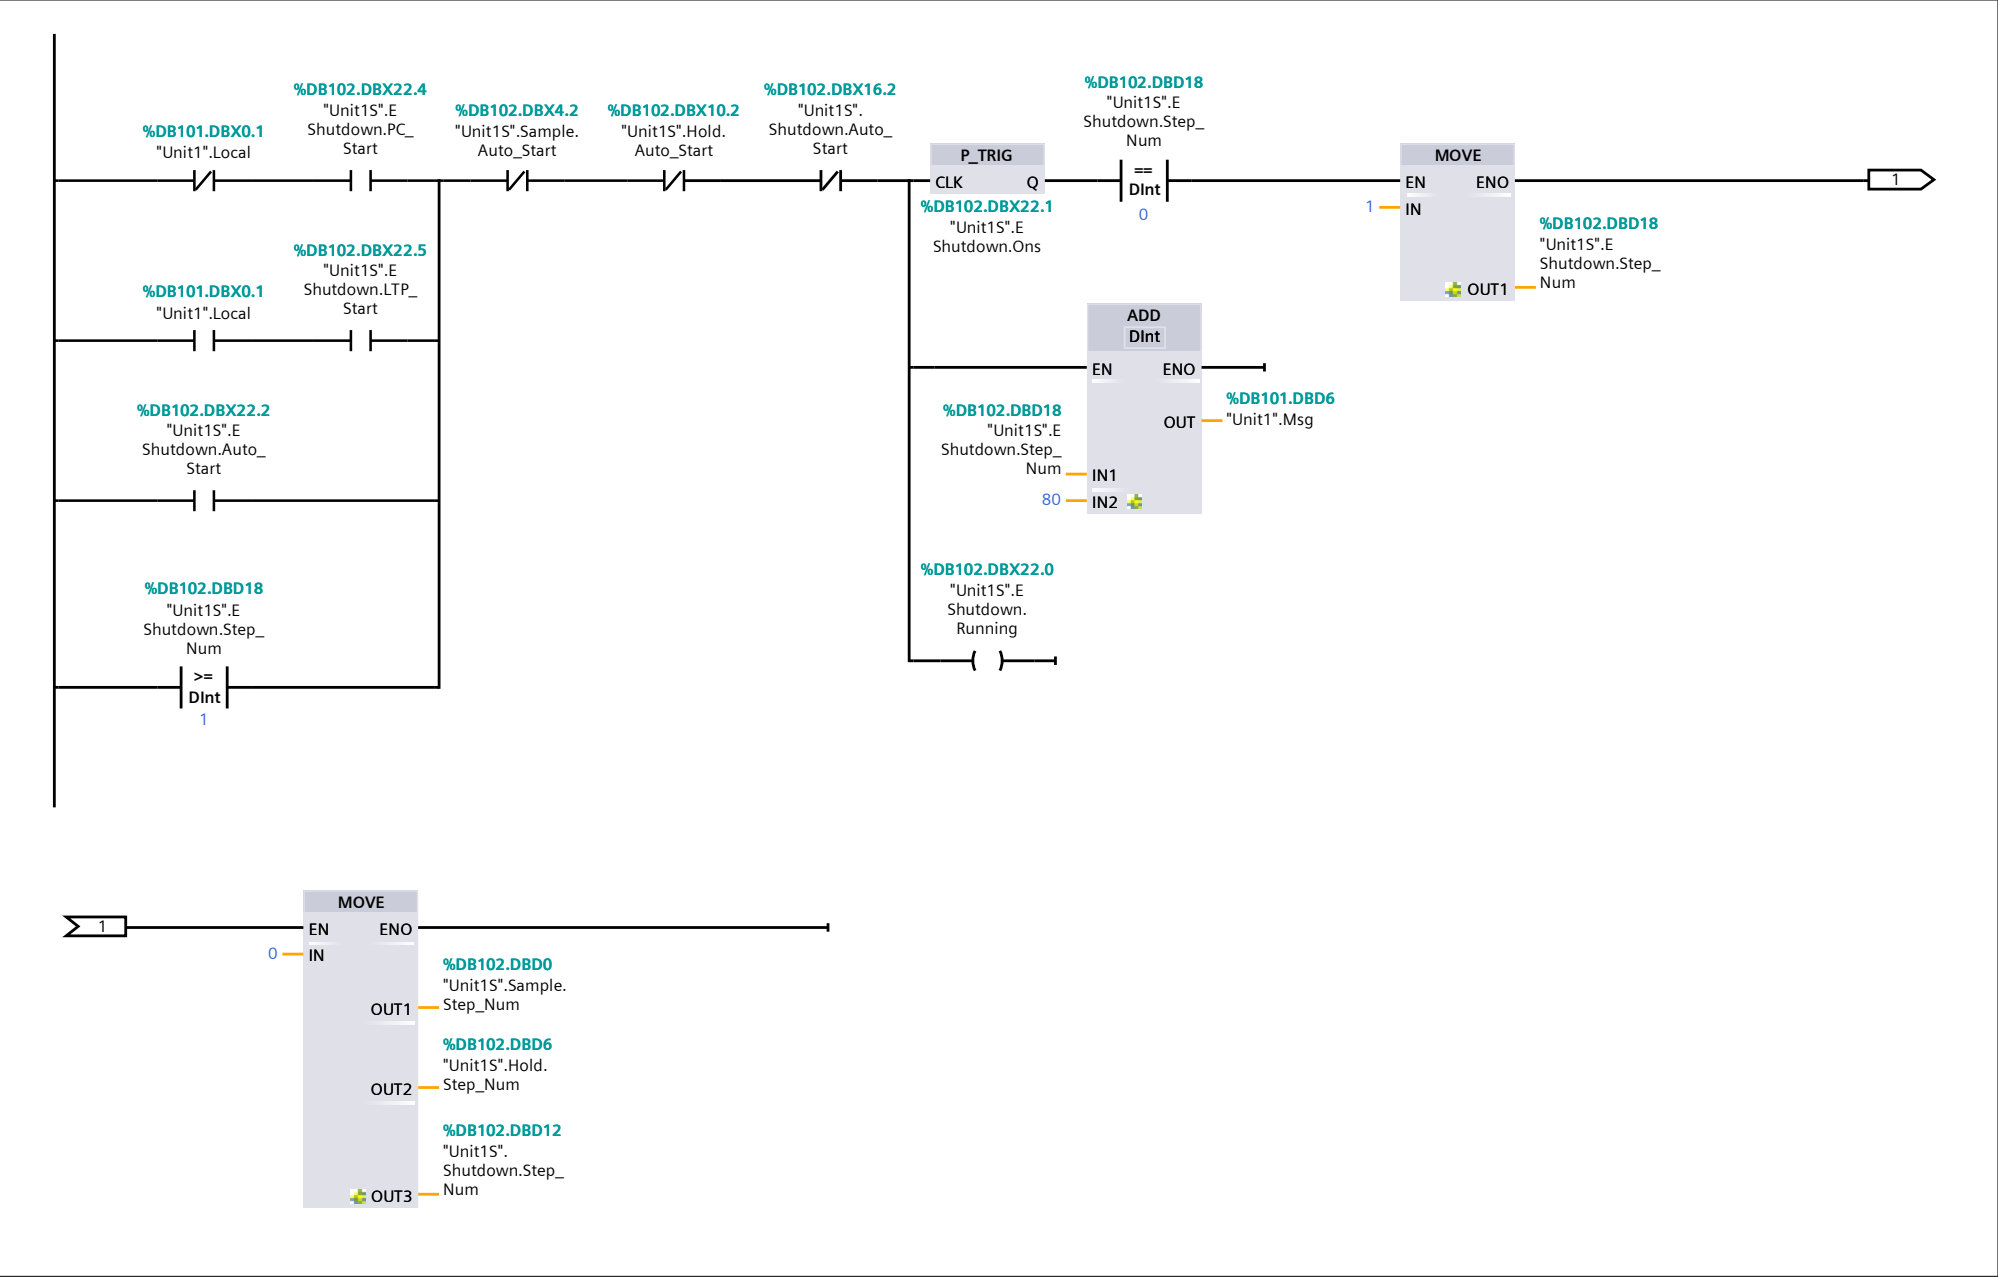 %DB101.DBX0.1
"Unit1".Local
%DB102.DBX22.4
"Unit1S".E
Shutdown.PC_
Start
%DB102.DBX4.2
"Unit1S".Sample.
Auto_Start
%DB102.DBX10.2
"Unit1S".Hold.
Auto_Start
%DB102.DBX16.2
"Unit1S".
Shutdown.Auto_
Start
P_TRIG
CLK Q
%DB102.DBX22.1
"Unit1S".E
Shutdown.Ons
%DB102.DBD18
"Unit1S".E
Shutdown.Step_
Num
==
DInt
0
MOVE
EN ENO
1 IN
OUT1
%DB102.DBD18
"Unit1S".E
Shutdown.Step_
Num
1
%DB101.DBX0.1
"Unit1".Local
%DB102.DBX22.5
"Unit1S".E
Shutdown.LTP_
Start
ADD
DInt
EN ENO
%DB101.DBD6
"Unit1".Msg
OUT
%DB102.DBD18
"Unit1S".E
Shutdown.Step_
Num
IN1
80 IN2
%DB102.DBX22.2
"Unit1S".E
Shutdown.Auto_
Start
%DB102.DBX22.0
"Unit1S".E
Shutdown.
Running
%DB102.DBD18
"Unit1S".E
Shutdown.Step_
Num
>=
DInt
1
1
MOVE
EN ENO
0 IN
OUT1
%DB102.DBD0
"Unit1S".Sample.
Step_Num
OUT2
%DB102.DBD6
"Unit1S".Hold.
Step_Num
OUT3
%DB102.DBD12
"Unit1S".
Shutdown.Step_
Num